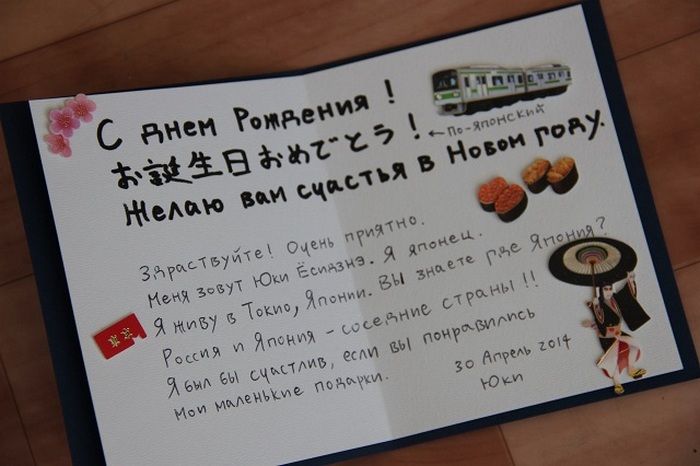 С днем Рождения!
お誕生日おめでとう! ←по-японский
Желаю вам счастья в Новом году.
Здраствуйте! Очень приятно.
Меня зовут Юки Ёсидзнэ. Я японец.
Я живу в Токио, Японии. Вы знаете где Япония?
Россия и Япония - соседние страны!!
Я был бы счастлив, если вы понравились
мои маленькие подарки.
30 Апрель 2014
Юки